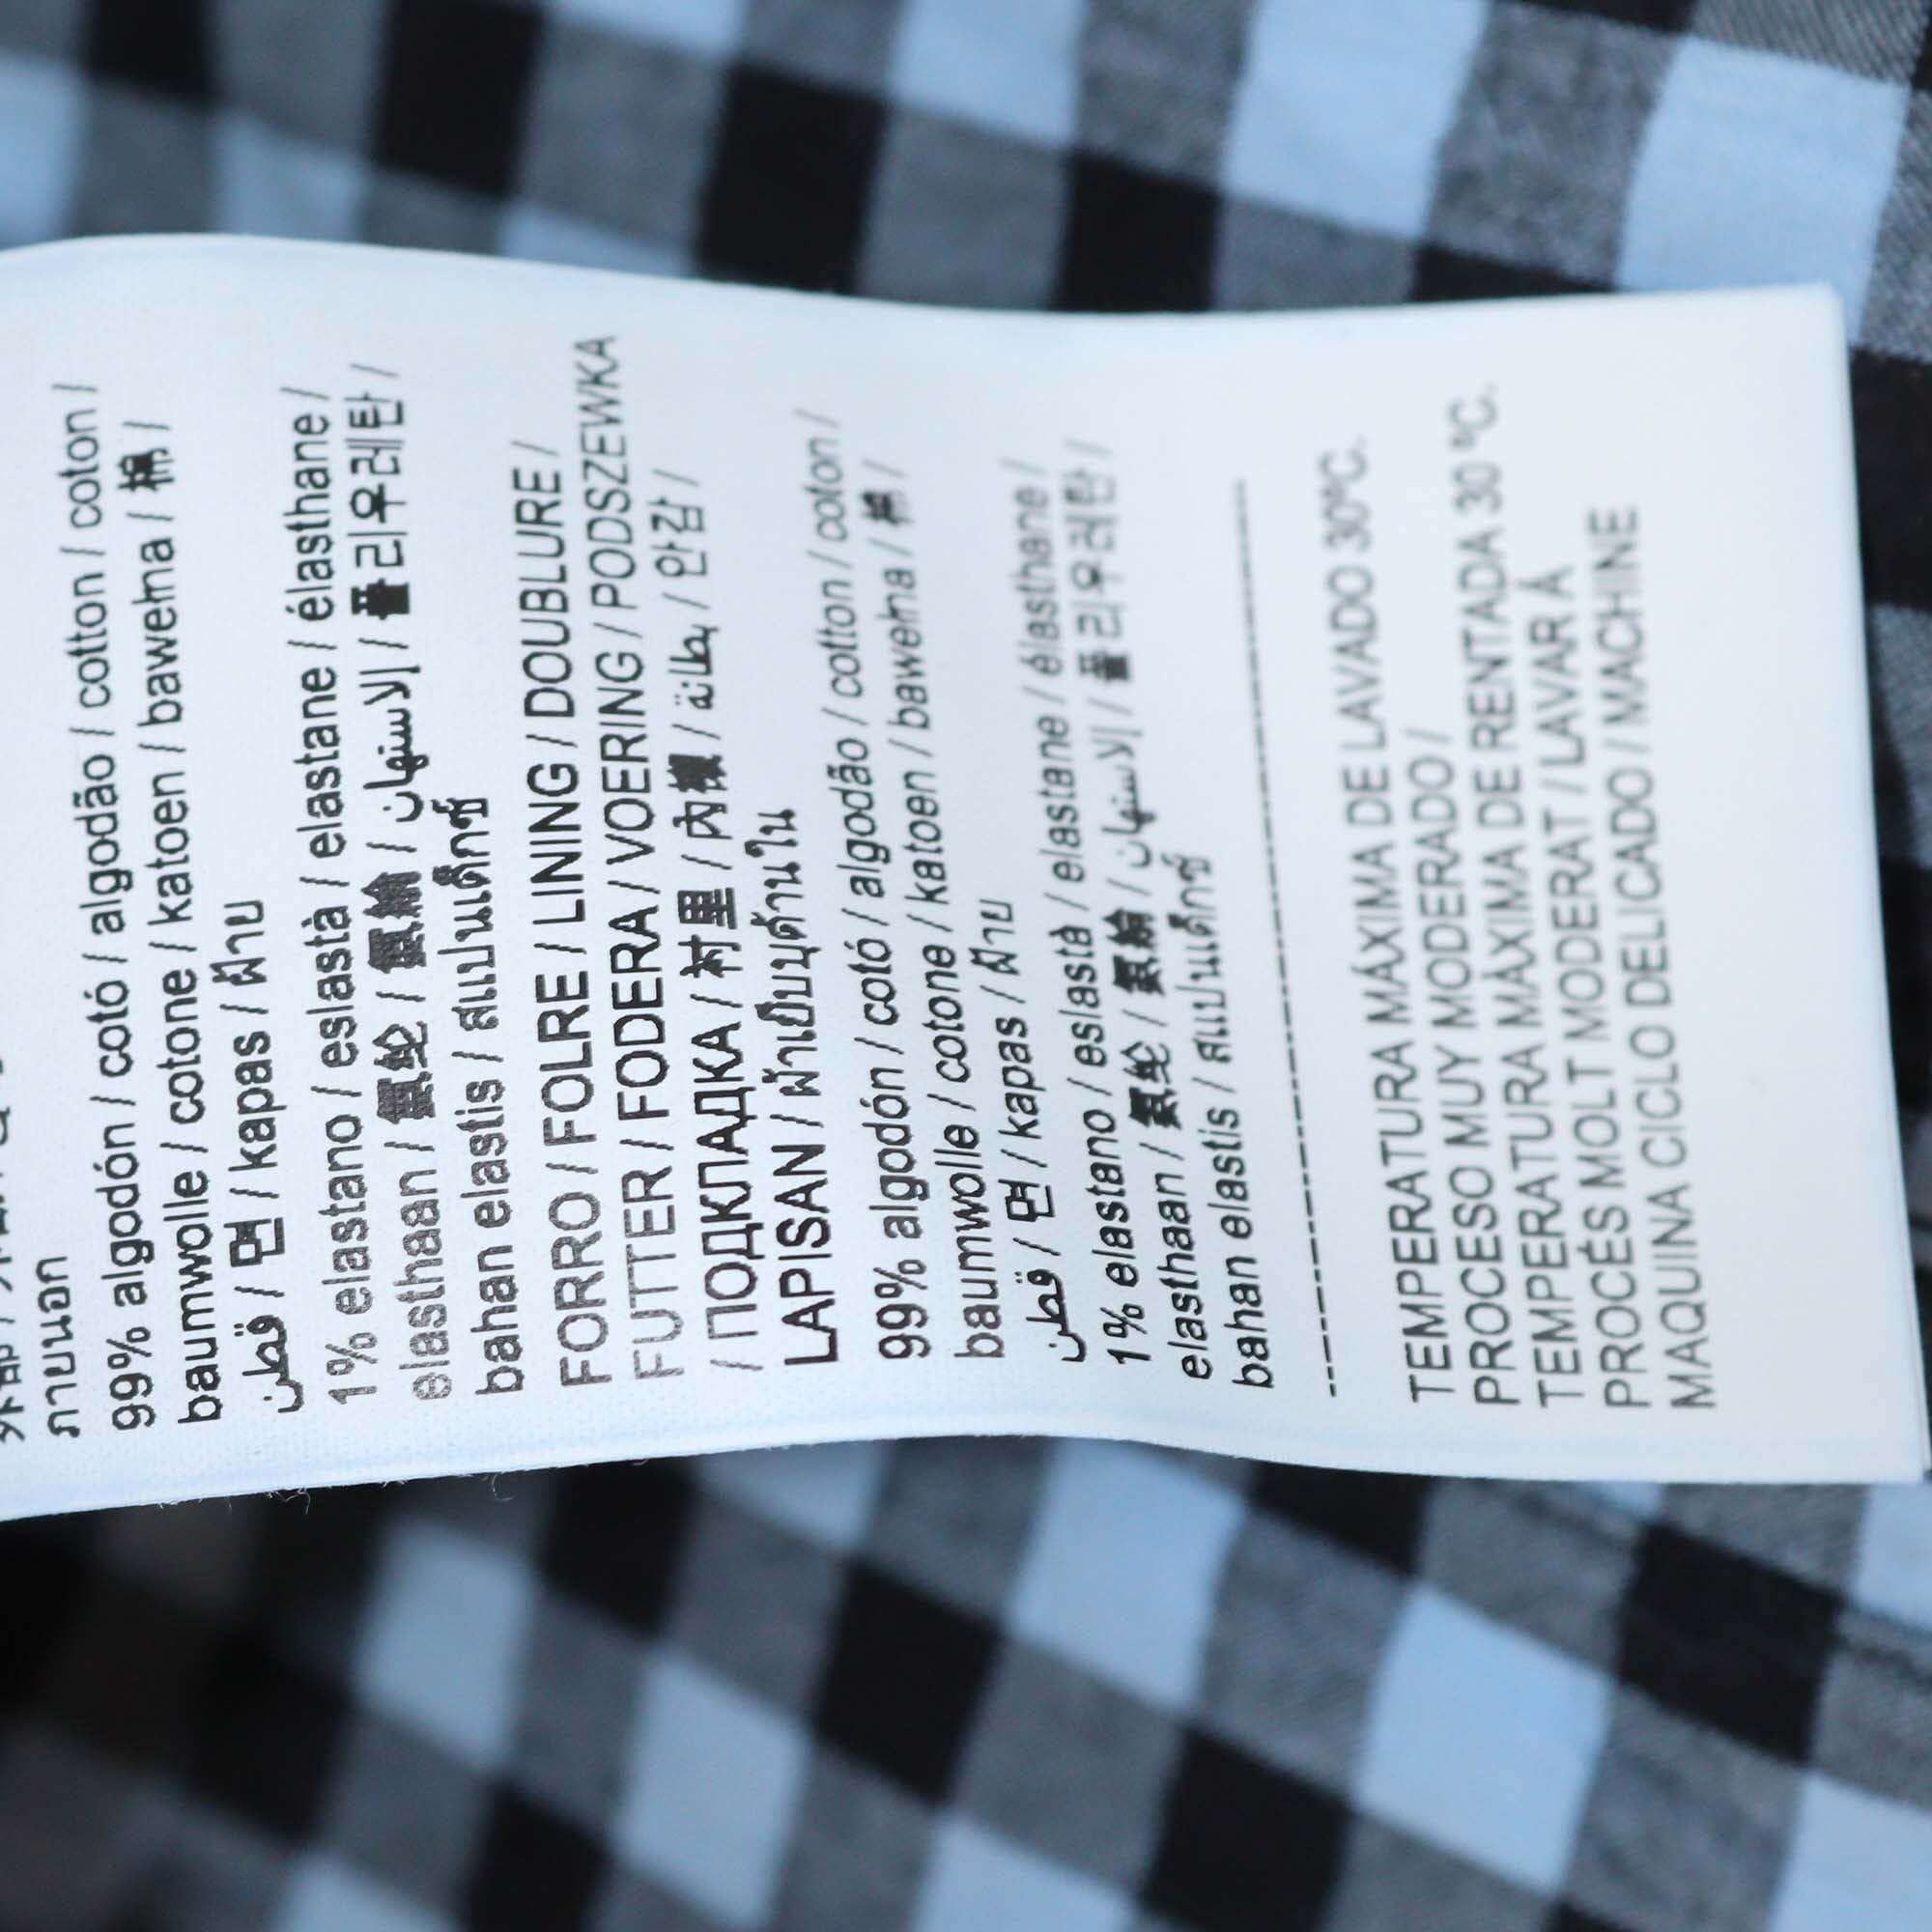 ภายนอก
99% algodón / cotó / algodão / cotton / coton /
baumwolle / cotone / katoen / bawełna / 棉 /
قطن / 면 / kapas / ฝ้าย
1% elastano / eslastà / elastane / élasthane /
elasthaan / 氨纶 / 氨綸 / الاستهان / 폴리우레탄 /
bahan elastis / สแปนเด็กซ์
FORRO / FOLRE / LINING / DOUBLURE /
FUTTER / FODERA / VOERING / PODSZEWKA
/ ПОДКЛАДКА / 衬里 / 內襯 / بطانة / 안감 /
LAPISAN / ผ้าเย็บบุด้านใน
99% algodón / cotó / algodão / cotton / coton /
baumwolle / cotone / katoen / bawełna / 棉 /
قطن / 면 / kapas / ฝ้าย
1% elastano / eslastà / elastane / élasthane /
elasthaan / 氨纶 / 氨綸 / الاستهان / 폴리우레탄 /
bahan elastis / สแปนเด็กซ์
TEMPERATURA MÁXIMA DE LAVADO 30ºC.
PROCESO MUY MODERADO /
TEMPERATURA MÀXIMA DE RENTADA 30 ºC.
PROCÉS MOLT MODERAT / LAVAR Á
MAQUINA CICLO DELICADO / MACHINE